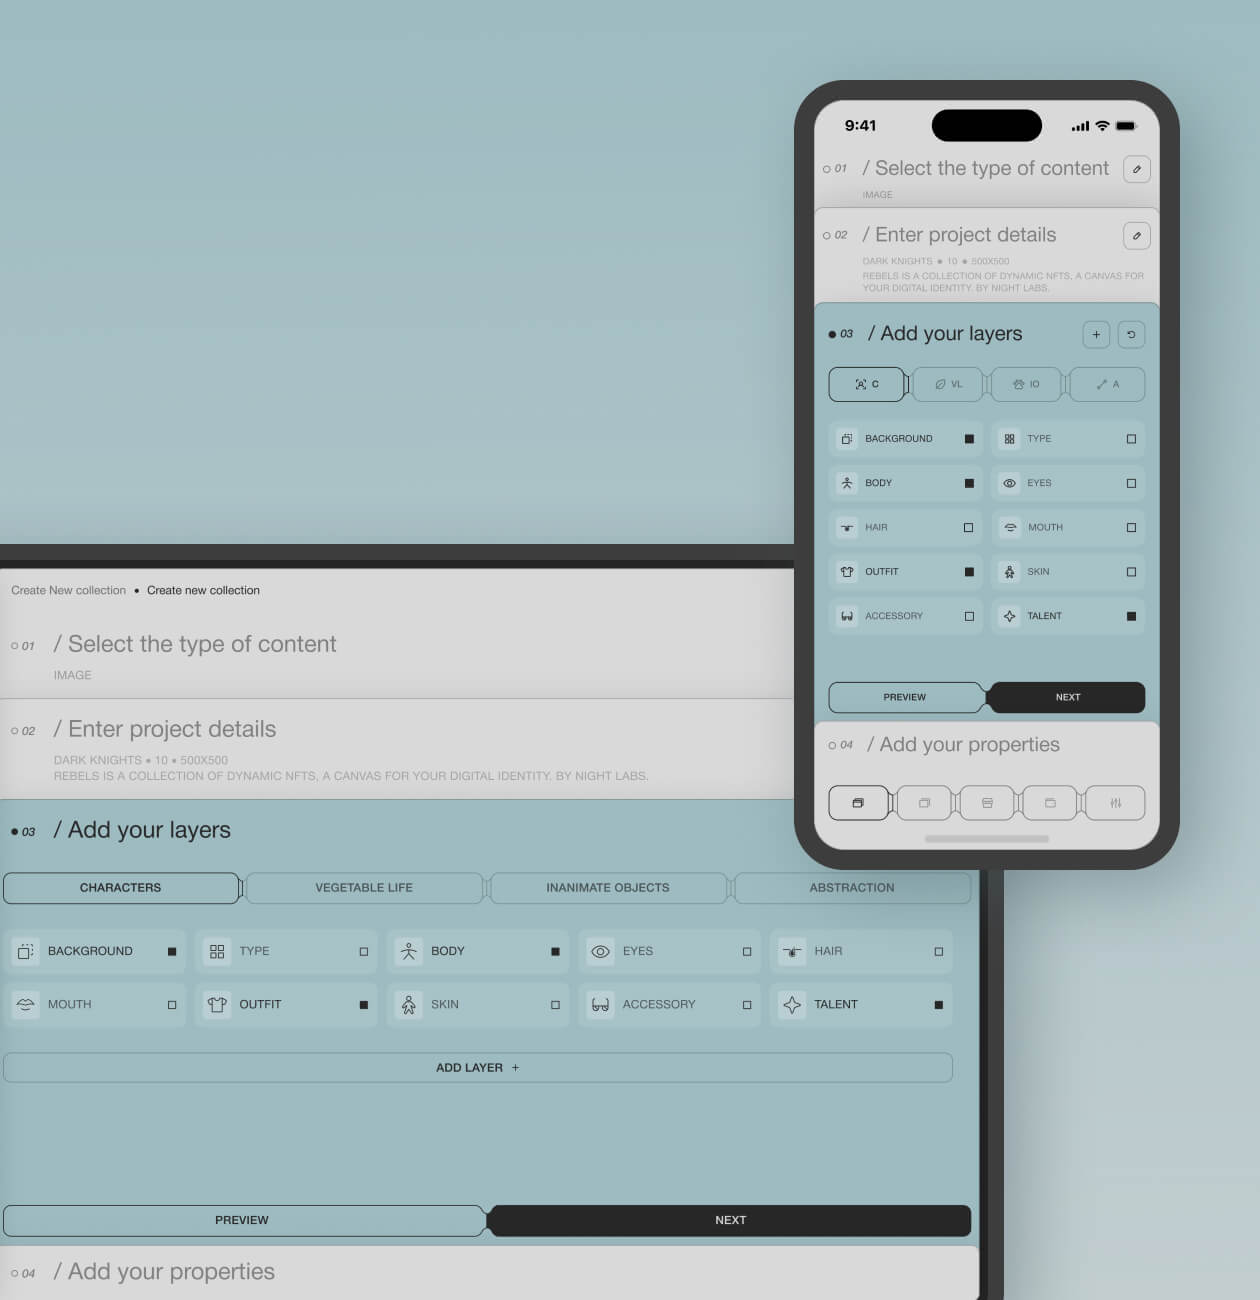 9:41
01 / Select the type of content
IMAGE
02 / Enter project details
DARK KNIGHTS • 10 • 500X500
REBELS IS A COLLECTION OF DYNAMIC NFTS, A CANVAS FOR
YOUR DIGITAL IDENTITY. BY NIGHT LABS.
03 / Add your layers +
C VL IO A
BACKGROUND TYPE
BODY EYES
HAIR MOUTH
OUTFIT SKIN
ACCESSORY TALENT
PREVIEW NEXT
04 / Add your properties
Create New collection • Create new collection
01 / Select the type of content
IMAGE
02 / Enter project details
DARK KNIGHTS • 10 • 500X500
REBELS IS A COLLECTION OF DYNAMIC NFTS, A CANVAS FOR YOUR DIGITAL IDENTITY. BY NIGHT LABS.
03 / Add your layers
CHARACTERS VEGETABLE LIFE INANIMATE OBJECTS ABSTRACTION
BACKGROUND TYPE BODY EYES HAIR
MOUTH OUTFIT SKIN ACCESSORY TALENT
ADD LAYER +
PREVIEW NEXT
04 / Add your properties